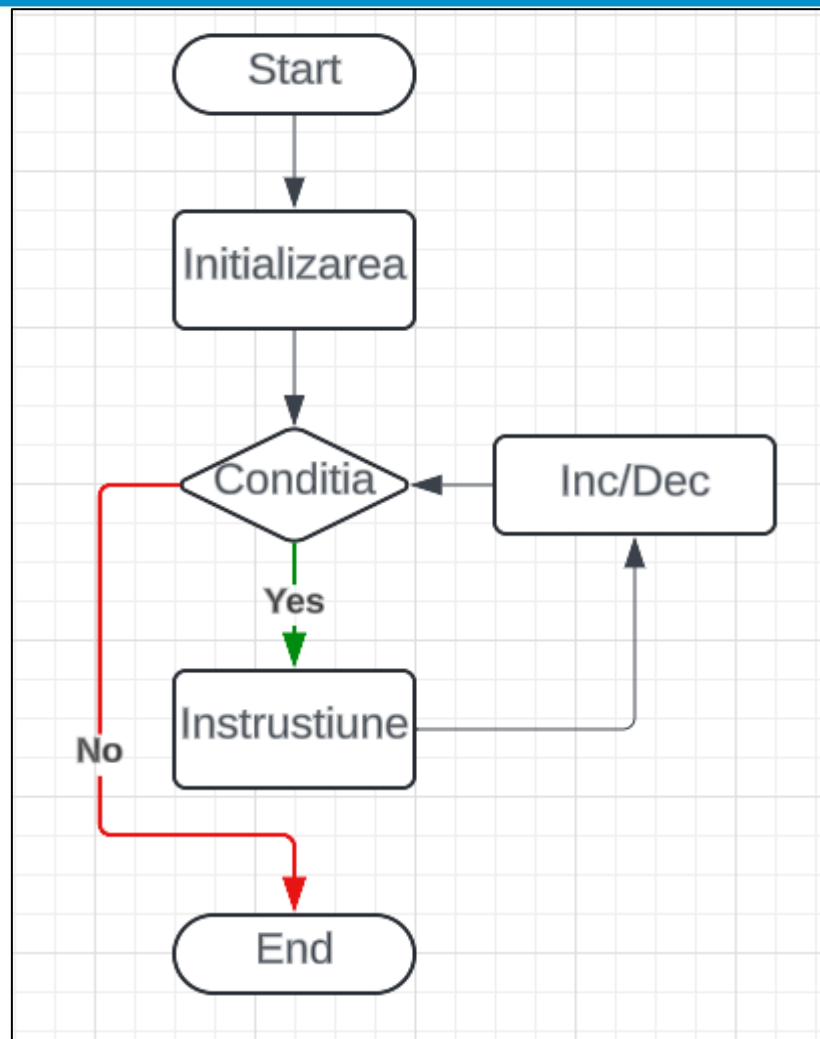 Start
Initializarea
Conditia
Inc/Dec
Yes
Instrustiune
No
End